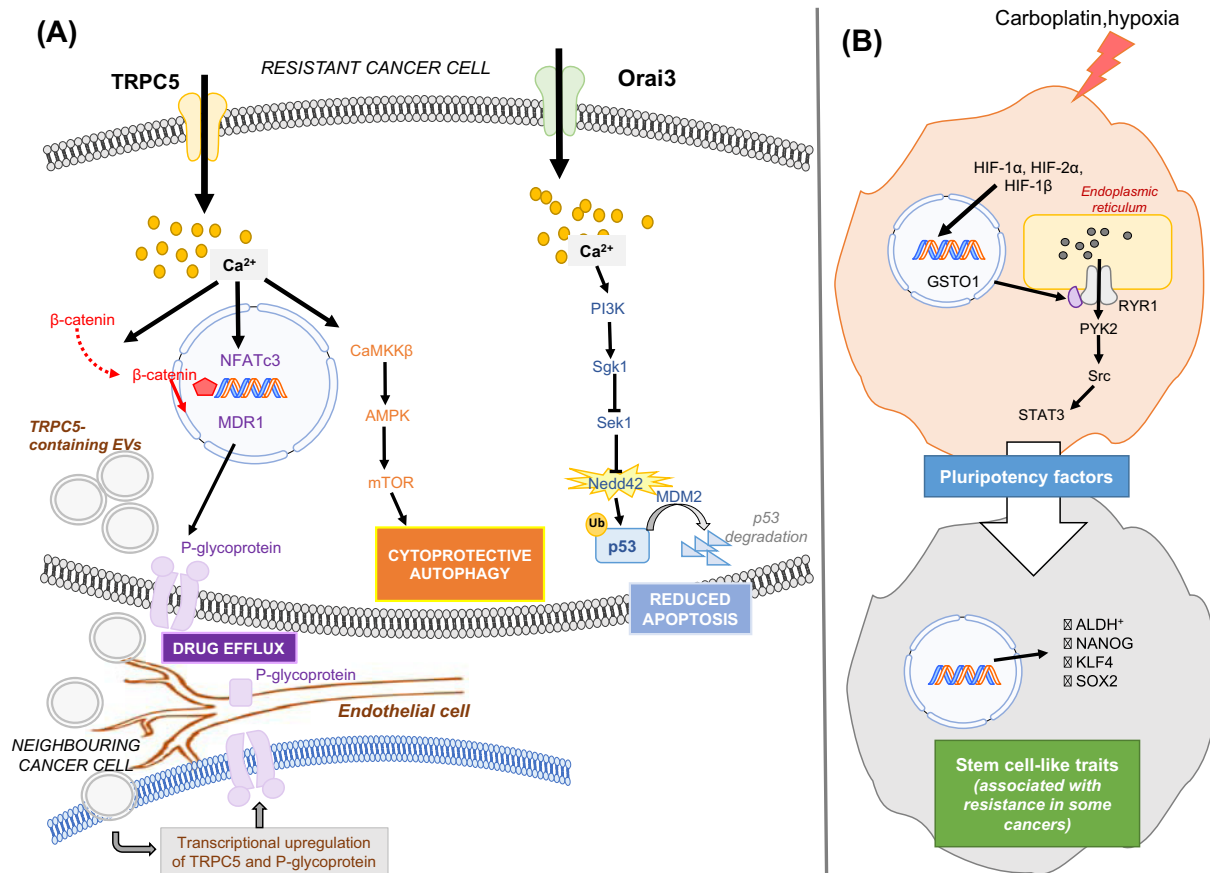 (A)
RESISTANT CANCER CELL
TRPC5
Orai3
Ca²⁺
β-catenin
β-catenin
NFATc3
MDR1
CaMKKβ
AMPK
mTOR
CYTOPROTECTIVE
AUTOPHAGY
Ca²⁺
PI3K
Sgk1
Sek1
Nedd42
MDM2
Ub
p53
p53
degradation
REDUCED
APOPTOSIS
TRPC5-
containing EVs
P-glycoprotein
DRUG EFFLUX
P-glycoprotein
Endothelial cell
NEIGHBOURING
CANCER CELL
Transcriptional upregulation
of TRPC5 and P-glycoprotein
(B)
Carboplatin,hypoxia
HIF-1α, HIF-2α,
HIF-1β
Endoplasmic
reticulum
GSTO1
RYR1
PYK2
Src
STAT3
Pluripotency factors
ALDH⁺
NANOG
KLF4
SOX2
Stem cell-like traits
(associated with
resistance in some
cancers)